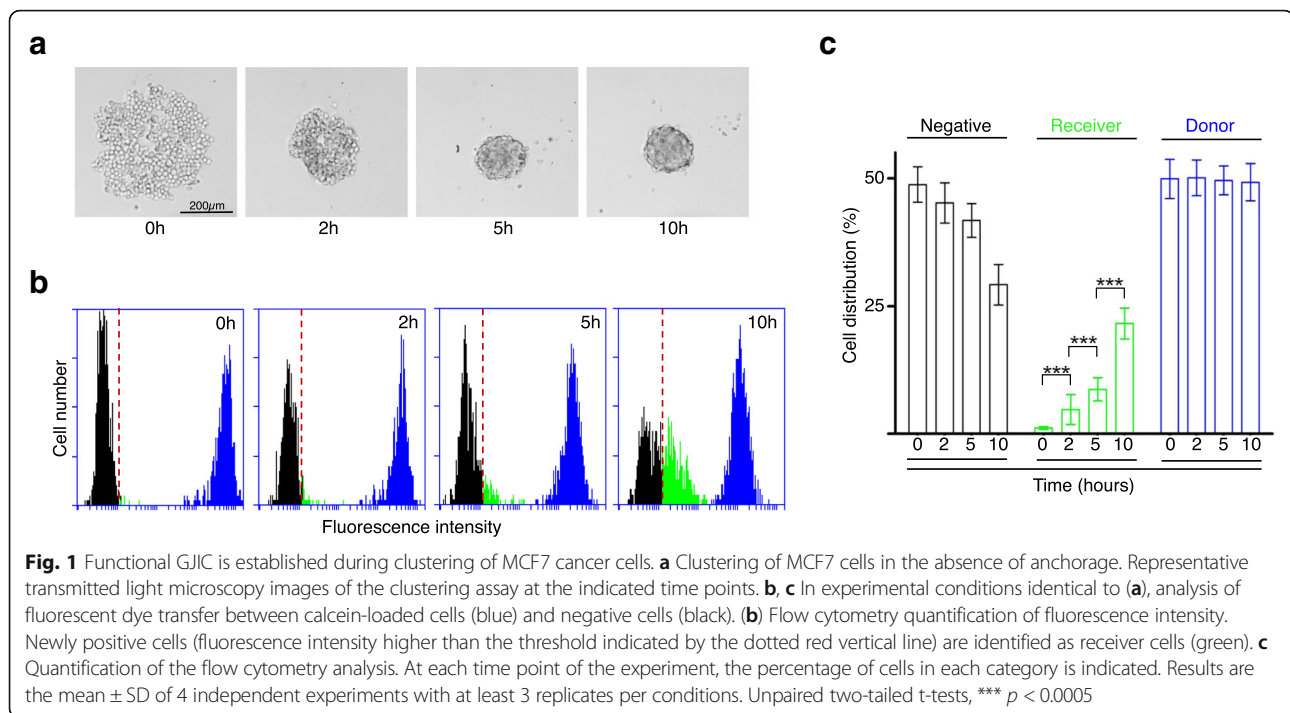 a
200µm
0h
2h
5h
10h
b
0h
2h
5h
10h
Cell number
Fluorescence intensity
c
Negative
Receiver
Donor
50
25
Cell distribution (%)
***
***
***
0 2 5 10 0 2 5 10 0 2 5 10
Time (hours)
Fig. 1 Functional GJIC is established during clustering of MCF7 cancer cells. a Clustering of MCF7 cells in the absence of anchorage. Representative
transmitted light microscopy images of the clustering assay at the indicated time points. b, c In experimental conditions identical to (a), analysis of
fluorescent dye transfer between calcein-loaded cells (blue) and negative cells (black). (b) Flow cytometry quantification of fluorescence intensity.
Newly positive cells (fluorescence intensity higher than the threshold indicated by the dotted red vertical line) are identified as receiver cells (green). c
Quantification of the flow cytometry analysis. At each time point of the experiment, the percentage of cells in each category is indicated. Results are
the mean ± SD of 4 independent experiments with at least 3 replicates per conditions. Unpaired two-tailed t-tests, *** p < 0.0005